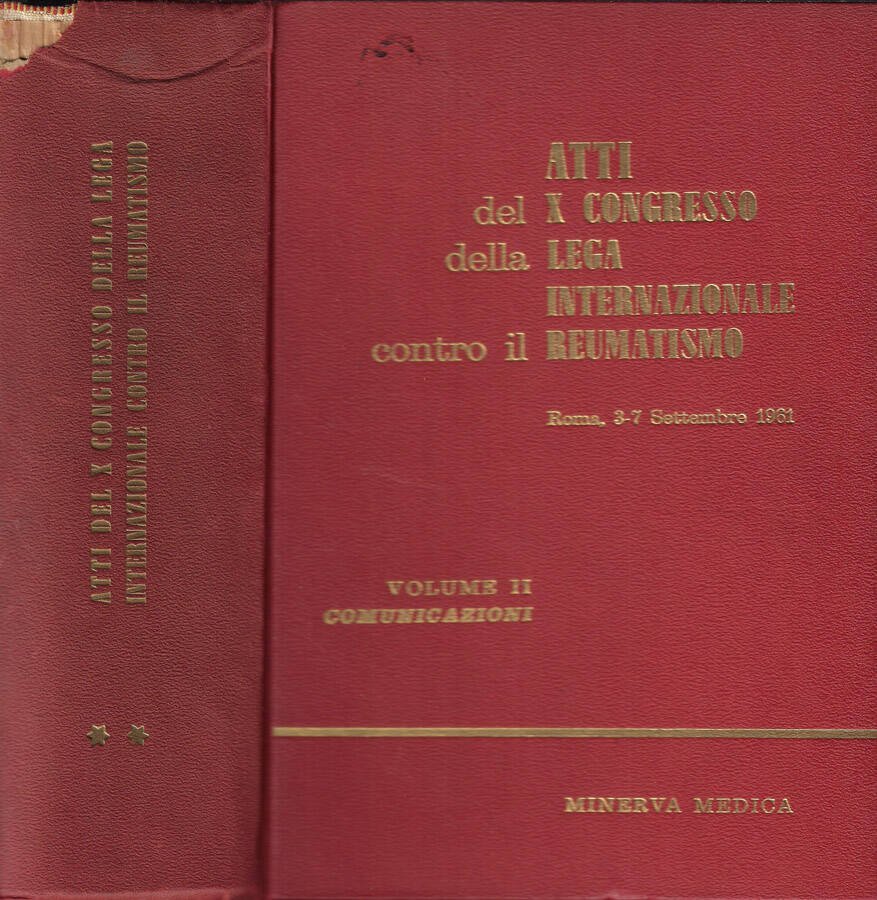 ATTI DEL X CONGRESSO DELLA LEGA
INTERNAZIONALE CONTRO IL REUMATISMO
ATTI
del X CONGRESSO
della LEGA
INTERNAZIONALE
contro il REUMATISMO
Roma, 3-7 Settembre 1961
VOLUME II
COMUNICAZIONI
MINERVA MEDICA